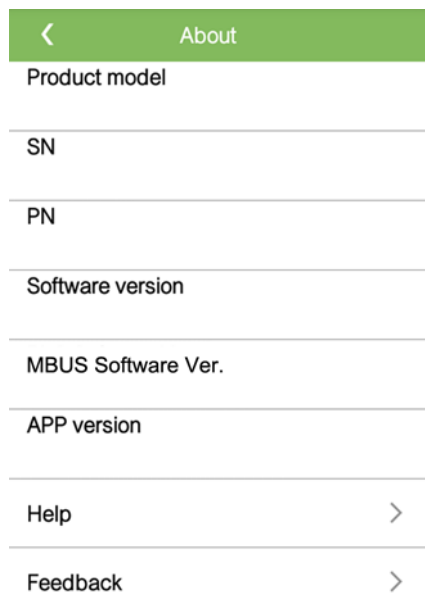 About
Product model
SN
PN
Software version
MBUS Software Ver.
APP version
Help
Feedback